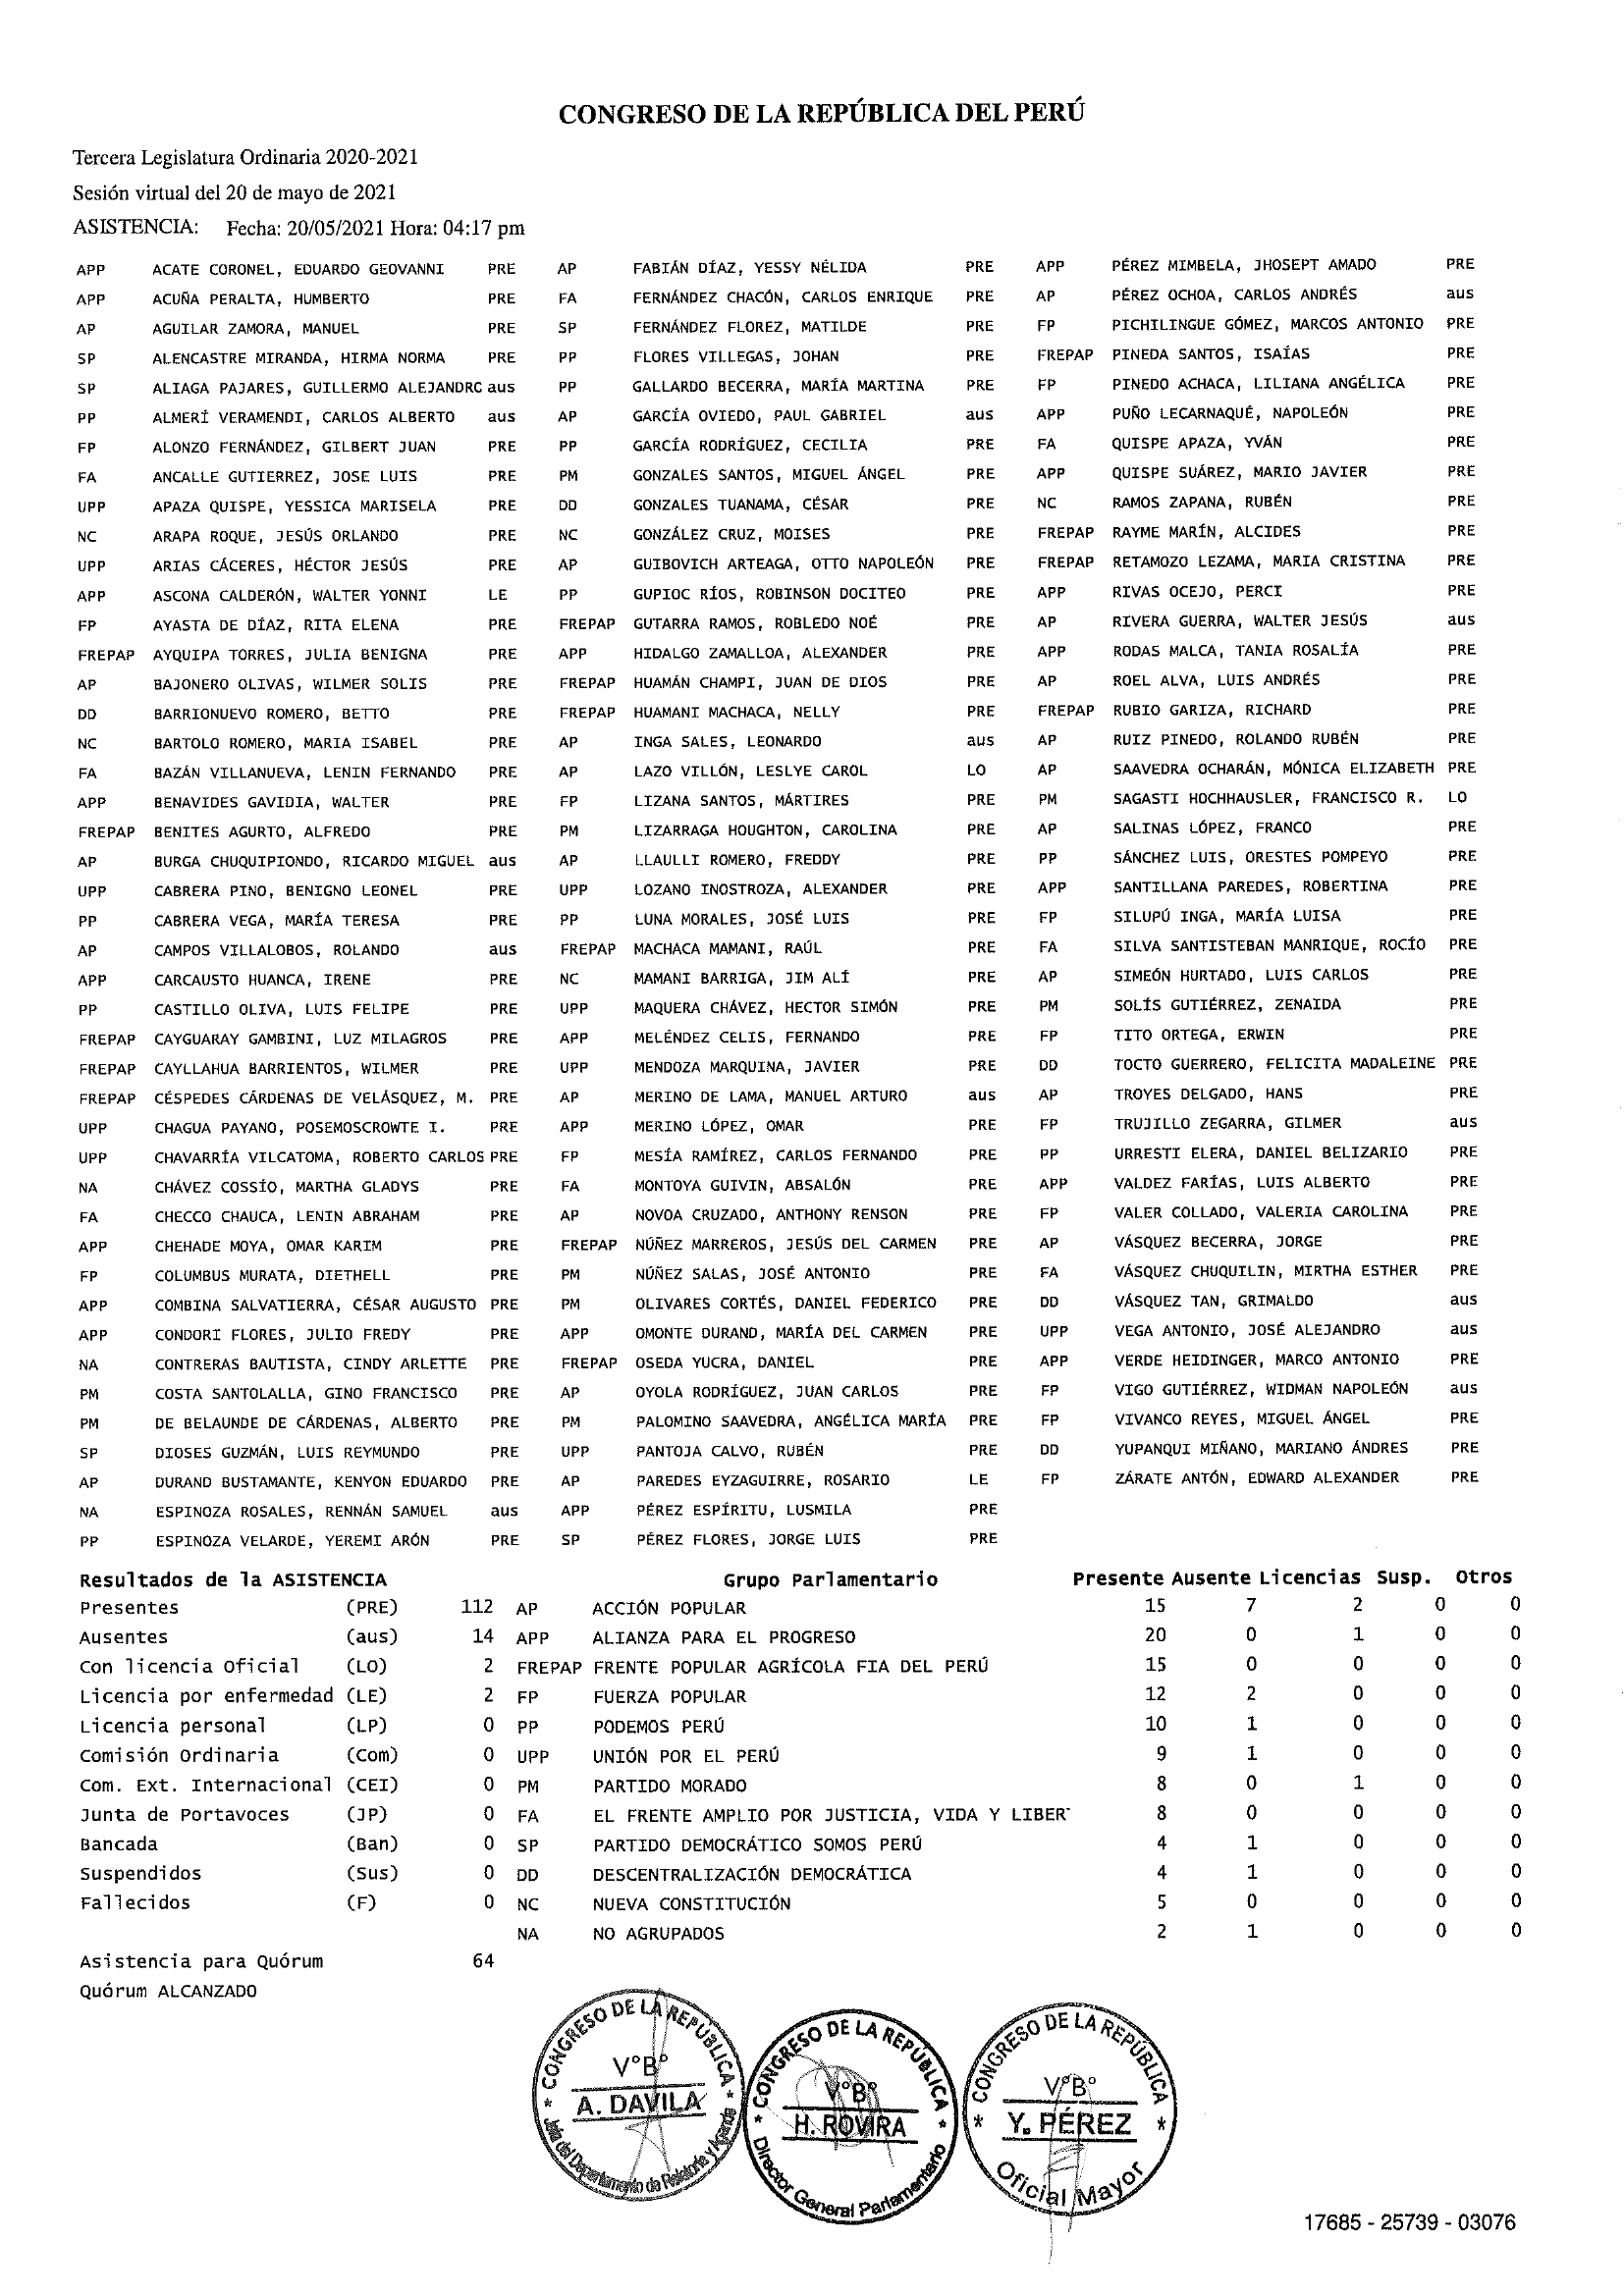 CONGRESO DE LA REPÚBLICA DEL PERÚ
Tercera Legislatura Ordinaria 2020-2021
Sesión virtual del 20 de mayo de 2021
ASISTENCIA: Fecha: 20/05/2021 Hora: 04:17 pm
APP ACATE CORONEL, EDUARDO GEOVANNI PRE
APP ACUÑA PERALTA, HUMBERTO PRE
AP AGUILAR ZAMORA, MANUEL PRE
SP ALENCASTRE MIRANDA, HIRMA NORMA PRE
SP ALIAGA PAJARES, GUILLERMO ALEJANDRO aus
PP ALMERÍ VERAMENDI, CARLOS ALBERTO aus
FP ALONZO FERNÁNDEZ, GILBERT JUAN PRE
FA ANCALLE GUTIERREZ, JOSE LUIS PRE
UPP APAZA QUISPE, YESSICA MARISELA PRE
NC ARAPA ROQUE, JESÚS ORLANDO PRE
UPP ARIAS CÁCERES, HÉCTOR JESÚS PRE
APP ASCONA CALDERÓN, WALTER YONNI LE
FP AYASTA DE DÍAZ, RITA ELENA PRE
FREPAP AYQUIPA TORRES, JULIA BENIGNA PRE
AP BAJONERO OLIVAS, WILMER SOLIS PRE
DD BARRIONUEVO ROMERO, BETTO PRE
NC BARTOLO ROMERO, MARIA ISABEL PRE
FA BAZÁN VILLANUEVA, LENIN FERNANDO PRE
APP BENAVIDES GAVIDIA, WALTER PRE
FREPAP BENITES AGURTO, ALFREDO PRE
AP BURGA CHUQUIPIONDO, RICARDO MIGUEL aus
UPP CABRERA PINO, BENIGNO LEONEL PRE
PP CABRERA VEGA, MARÍA TERESA PRE
AP CAMPOS VILLALOBOS, ROLANDO aus
APP CARCAUSTO HUANCA, IRENE PRE
PP CASTILLO OLIVA, LUIS FELIPE PRE
FREPAP CAYGUARAY GAMBINI, LUZ MILAGROS PRE
FREPAP CAYLLAHUA BARRIENTOS, WILMER PRE
FREPAP CÉSPEDES CÁRDENAS DE VELÁSQUEZ, M. PRE
UPP CHAGUA PAYANO, POSEMOSCROWTE I. PRE
UPP CHAVARRÍA VILCATOMA, ROBERTO CARLOS PRE
NA CHÁVEZ COSSÍO, MARTHA GLADYS PRE
FA CHECCO CHAUCA, LENIN ABRAHAM PRE
APP CHEHADE MOYA, OMAR KARIM PRE
FP COLUMBUS MURATA, DIETHELL PRE
APP COMBINA SALVATIERRA, CÉSAR AUGUSTO PRE
APP CONDORI FLORES, JULIO FREDY PRE
NA CONTRERAS BAUTISTA, CINDY ARLETTE PRE
PM COSTA SANTOLALLA, GINO FRANCISCO PRE
PM DE BELAUNDE DE CÁRDENAS, ALBERTO PRE
SP DIOSES GUZMÁN, LUIS REYMUNDO PRE
AP DURAND BUSTAMANTE, KENYON EDUARDO PRE
NA ESPINOZA ROSALES, RENNÁN SAMUEL aus
PP ESPINOZA VELARDE, YEREMI ARÓN PRE
AP FABIÁN DÍAZ, YESSY NÉLIDA PRE
FA FERNÁNDEZ CHACÓN, CARLOS ENRIQUE PRE
SP FERNÁNDEZ FLOREZ, MATILDE PRE
PP FLORES VILLEGAS, JOHAN PRE
PP GALLARDO BECERRA, MARÍA MARTINA PRE
AP GARCÍA OVIEDO, PAUL GABRIEL aus
PP GARCÍA RODRÍGUEZ, CECILIA PRE
PM GONZALES SANTOS, MIGUEL ÁNGEL PRE
DD GONZALES TUANAMA, CÉSAR PRE
NC GONZÁLEZ CRUZ, MOISES PRE
AP GUIBOVICH ARTEAGA, OTTO NAPOLEÓN PRE
PP GUPIOC RÍOS, ROBINSON DOCITEO PRE
FREPAP GUTARRA RAMOS, ROBLEDO NOÉ PRE
APP HIDALGO ZAMALLOA, ALEXANDER PRE
FREPAP HUAMÁN CHAMPI, JUAN DE DIOS PRE
FREPAP HUAMANI MACHACA, NELLY PRE
AP INGA SALES, LEONARDO aus
AP LAZO VILLÓN, LESLYE CAROL LO
FP LIZANA SANTOS, MÁRTIRES PRE
PM LIZARRAGA HOUGHTON, CAROLINA PRE
AP LLAULLI ROMERO, FREDDY PRE
UPP LOZANO INOSTROZA, ALEXANDER PRE
PP LUNA MORALES, JOSÉ LUIS PRE
FREPAP MACHACA MAMANI, RAÚL PRE
NC MAMANI BARRIGA, JIM ALÍ PRE
UPP MAQUERA CHÁVEZ, HECTOR SIMÓN PRE
APP MELÉNDEZ CELIS, FERNANDO PRE
UPP MENDOZA MARQUINA, JAVIER PRE
AP MERINO DE LAMA, MANUEL ARTURO aus
APP MERINO LÓPEZ, OMAR PRE
FP MESÍA RAMÍREZ, CARLOS FERNANDO PRE
FA MONTOYA GUIVIN, ABSALÓN PRE
AP NOVOA CRUZADO, ANTHONY RENSON PRE
FREPAP NÚÑEZ MARREROS, JESÚS DEL CARMEN PRE
PM NÚÑEZ SALAS, JOSÉ ANTONIO PRE
PM OLIVARES CORTÉS, DANIEL FEDERICO PRE
APP OMONTE DURAND, MARÍA DEL CARMEN PRE
FREPAP OSEDA YUCRA, DANIEL PRE
AP OYOLA RODRÍGUEZ, JUAN CARLOS PRE
PM PALOMINO SAAVEDRA, ANGÉLICA MARÍA PRE
UPP PANTOJA CALVO, RUBÉN PRE
AP PAREDES EYZAGUIRRE, ROSARIO LE
APP PÉREZ ESPÍRITU, LUSMILA PRE
SP PÉREZ FLORES, JORGE LUIS PRE
APP PÉREZ MIMBELA, JHOSEPT AMADO PRE
AP PÉREZ OCHOA, CARLOS ANDRÉS aus
FP PICHILINGUE GÓMEZ, MARCOS ANTONIO PRE
FREPAP PINEDA SANTOS, ISAÍAS PRE
FP PINEDO ACHACA, LILIANA ANGÉLICA PRE
APP PUÑO LECARNAQUÉ, NAPOLEÓN PRE
FA QUISPE APAZA, YVÁN PRE
APP QUISPE SUÁREZ, MARIO JAVIER PRE
NC RAMOS ZAPANA, RUBÉN PRE
FREPAP RAYME MARÍN, ALCIDES PRE
FREPAP RETAMOZO LEZAMA, MARIA CRISTINA PRE
APP RIVAS OCEJO, PERCI PRE
AP RIVERA GUERRA, WALTER JESÚS aus
APP RODAS MALCA, TANIA ROSALÍA PRE
AP ROEL ALVA, LUIS ANDRÉS PRE
FREPAP RUBIO GARIZA, RICHARD PRE
AP RUIZ PINEDO, ROLANDO RUBÉN PRE
AP SAAVEDRA OCHARÁN, MÓNICA ELIZABETH PRE
PM SAGASTI HOCHHAUSLER, FRANCISCO R. LO
AP SALINAS LÓPEZ, FRANCO PRE
PP SÁNCHEZ LUIS, ORESTES POMPEYO PRE
APP SANTILLANA PAREDES, ROBERTINA PRE
FP SILUPÚ INGA, MARÍA LUISA PRE
FA SILVA SANTISTEBAN MANRIQUE, ROCÍO PRE
AP SIMEÓN HURTADO, LUIS CARLOS PRE
PM SOLÍS GUTIÉRREZ, ZENAIDA PRE
FP TITO ORTEGA, ERWIN PRE
DD TOCTO GUERRERO, FELICITA MADALEINE PRE
AP TROYES DELGADO, HANS PRE
FP TRUJILLO ZEGARRA, GILMER aus
PP URRESTI ELERA, DANIEL BELIZARIO PRE
APP VALDEZ FARÍAS, LUIS ALBERTO PRE
FP VALER COLLADO, VALERIA CAROLINA PRE
AP VÁSQUEZ BECERRA, JORGE PRE
FA VÁSQUEZ CHUQUILIN, MIRTHA ESTHER PRE
DD VÁSQUEZ TAN, GRIMALDO aus
UPP VEGA ANTONIO, JOSÉ ALEJANDRO aus
APP VERDE HEIDINGER, MARCO ANTONIO PRE
FP VIGO GUTIÉRREZ, WIDMAN NAPOLEÓN aus
FP VIVANCO REYES, MIGUEL ÁNGEL PRE
DD YUPANQUI MIÑANO, MARIANO ÁNDRES PRE
FP ZÁRATE ANTÓN, EDWARD ALEXANDER PRE
Resultados de la ASISTENCIA
Presentes (PRE) 112
Ausentes (aus) 14
Con licencia Oficial (LO) 2
Licencia por enfermedad (LE) 2
Licencia personal (LP) 0
Comisión Ordinaria (Com) 0
Com. Ext. Internacional (CEI) 0
Junta de Portavoces (JP) 0
Bancada (Ban) 0
Suspendidos (Sus) 0
Fallecidos (F) 0
Asistencia para Quórum 64
Quórum ALCANZADO
Grupo Parlamentario Presente Ausente Licencias Susp. Otros
AP ACCIÓN POPULAR 15 7 2 0 0
APP ALIANZA PARA EL PROGRESO 20 0 1 0 0
FREPAP FRENTE POPULAR AGRÍCOLA FIA DEL PERÚ 15 0 0 0 0
FP FUERZA POPULAR 12 2 0 0 0
PP PODEMOS PERÚ 10 1 0 0 0
UPP UNIÓN POR EL PERÚ 9 1 0 0 0
PM PARTIDO MORADO 8 0 1 0 0
FA EL FRENTE AMPLIO POR JUSTICIA, VIDA Y LIBER 8 0 0 0 0
SP PARTIDO DEMOCRÁTICO SOMOS PERÚ 4 1 0 0 0
DD DESCENTRALIZACIÓN DEMOCRÁTICA 4 1 0 0 0
NC NUEVA CONSTITUCIÓN 5 0 0 0 0
NA NO AGRUPADOS 2 1 0 0 0
* CONGRESO DE LA REPÚBLICA *
V°B°
A. DAVILA
Jefa del Departamento de Relatoría y Agenda
* CONGRESO DE LA REPÚBLICA *
V°B°
H. ROVIRA
Director General Parlamentario
* CONGRESO DE LA REPÚBLICA *
V°B°
Y. PÉREZ
Oficial Mayor
17685 - 25739 - 03076